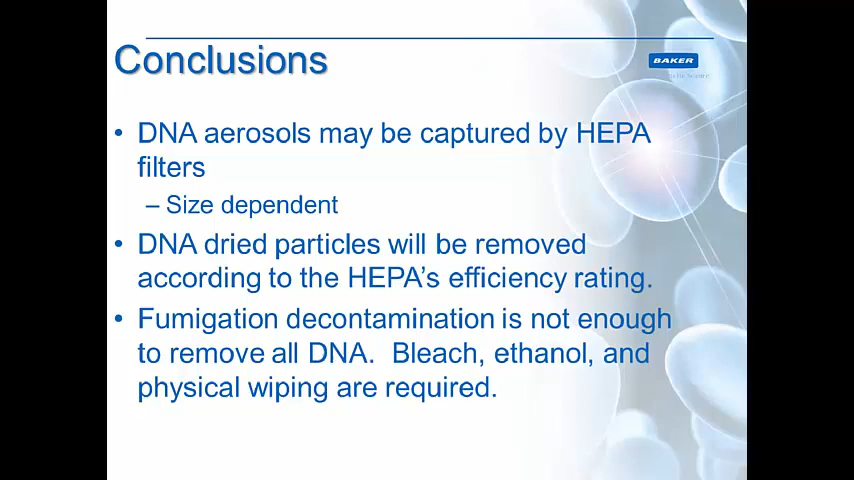 Conclusions
BAKER
• DNA aerosols may be captured by HEPA
filters
– Size dependent
• DNA dried particles will be removed
according to the HEPA's efficiency rating.
• Fumigation decontamination is not enough
to remove all DNA.  Bleach, ethanol, and
physical wiping are required.